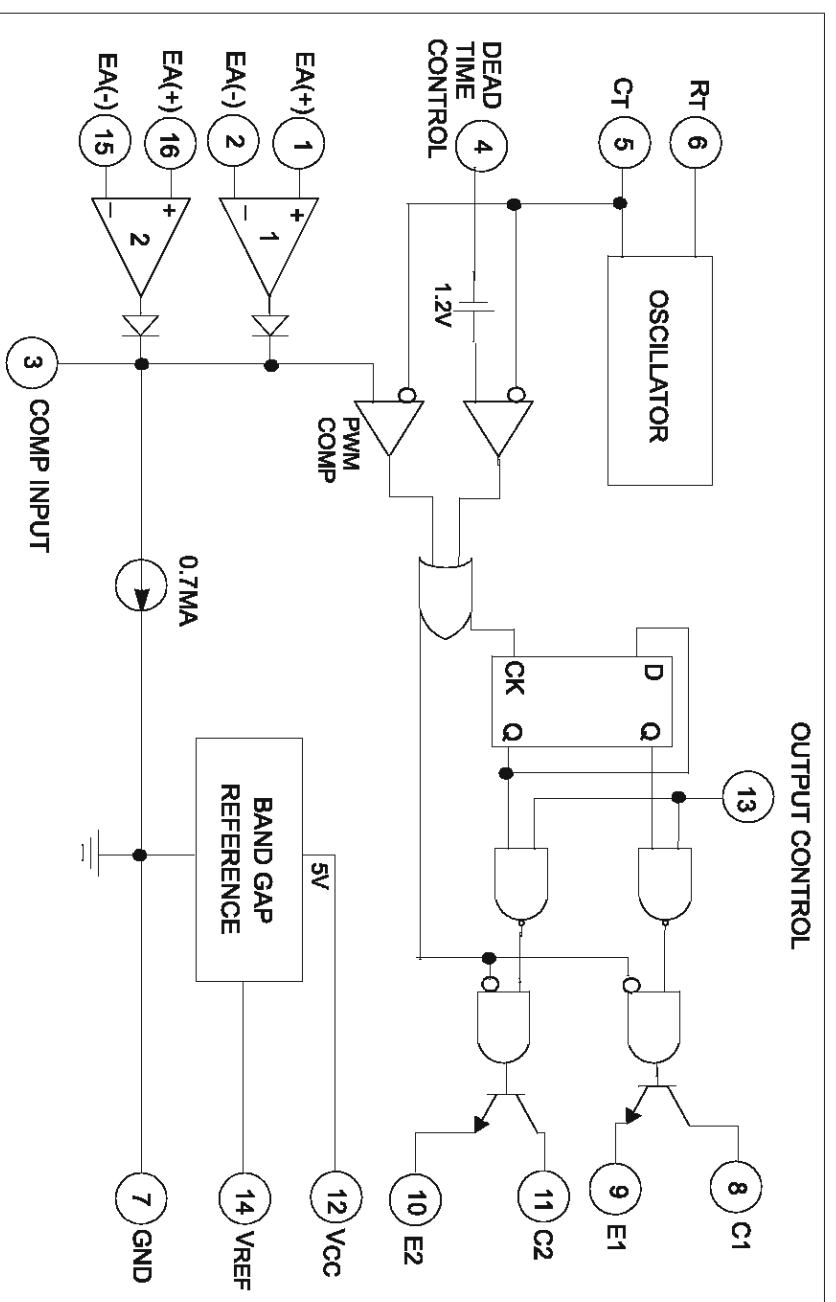 OUTPUT CONTROL
RT
6
OSCILLATOR
CT
5
DEAD
TIME
CONTROL
4
1.2V
PWM
COMP
D
Q
CK
Q
13
8
C1
9
E1
11
C2
10
E2
EA(+)
1
+
–
1
EA(-)
2
EA(+)
16
+
–
2
EA(-)
15
3
COMP INPUT
0.7MA
BAND GAP
REFERENCE
5V
12
VCC
14
VREF
7
GND